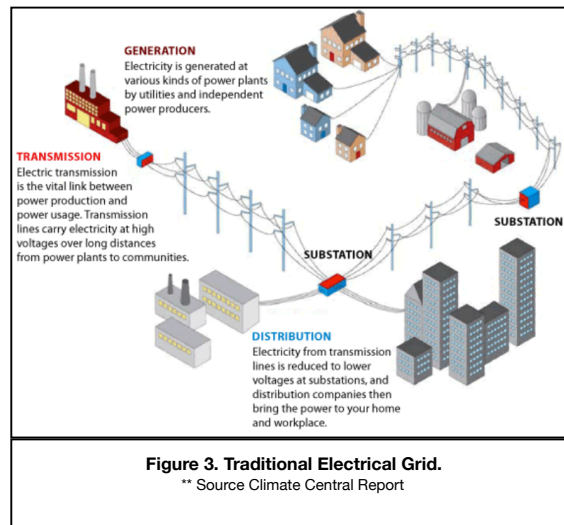 GENERATION
Electricity is generated at
various kinds of power plants
by utilities and independent
power producers.
TRANSMISSION
Electric transmission
is the vital link between
power production and
power usage. Transmission
lines carry electricity at high
voltages over long distances
from power plants to communities.
SUBSTATION
SUBSTATION
DISTRIBUTION
Electricity from transmission
lines is reduced to lower
voltages at substations, and
distribution companies then
bring the power to your home
and workplace.
Figure 3. Traditional Electrical Grid.
** Source Climate Central Report